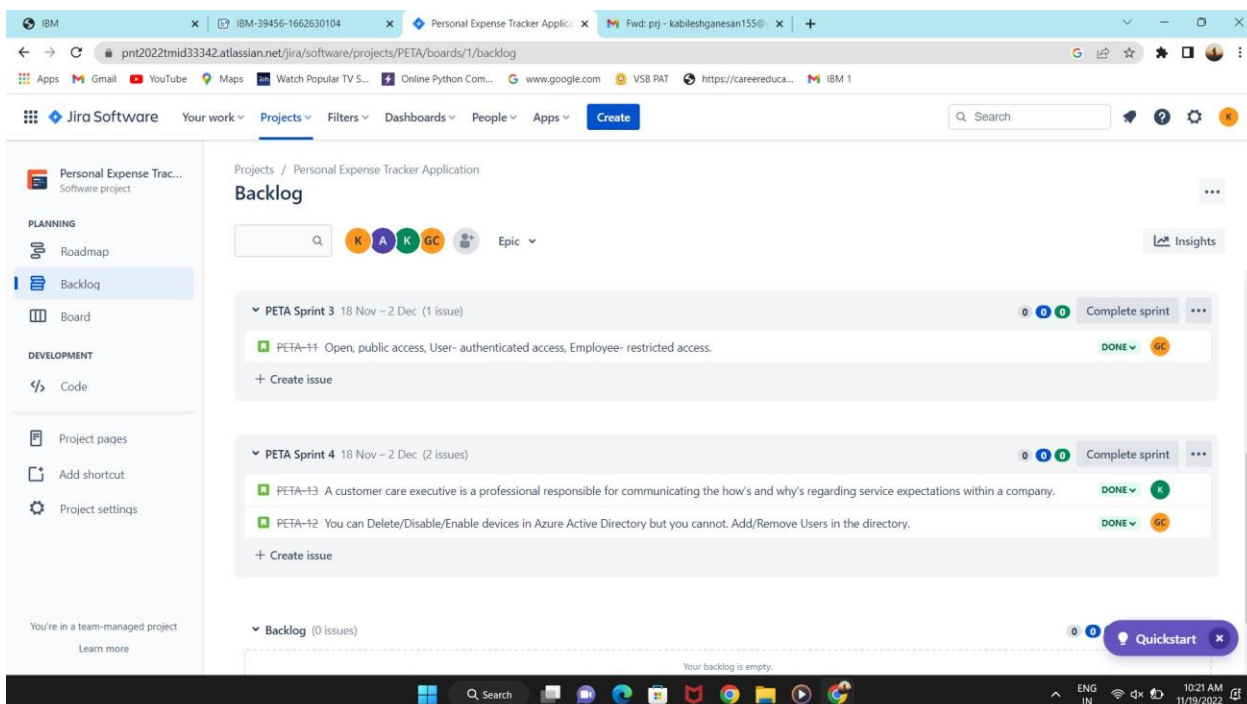 IBM
IBM-39456-1662630104
Personal Expense Tracker Applic
Fwd: prj - kabileshganesan155@
pnt2022tmid33342.atlassian.net/jira/software/projects/PETA/boards/1/backlog
Apps Gmail YouTube Maps Watch Popular TV S... Online Python Com... www.google.com VSB PAT https://careereduca... IBM 1
Jira Software Your work Projects Filters Dashboards People Apps Create Search K
Personal Expense Trac...
Software project
PLANNING
Roadmap
Backlog
Board
DEVELOPMENT
Code
Project pages
Add shortcut
Project settings
You're in a team-managed project
Learn more
Projects / Personal Expense Tracker Application
Backlog
K A K GC Epic Insights
PETA Sprint 3 18 Nov – 2 Dec (1 issue) 0 0 0 Complete sprint
PETA-11 Open, public access, User- authenticated access, Employee- restricted access. DONE GC
+ Create issue
PETA Sprint 4 18 Nov – 2 Dec (2 issues) 0 0 0 Complete sprint
PETA-13 A customer care executive is a professional responsible for communicating the how's and why's regarding service expectations within a company. DONE K
PETA-12 You can Delete/Disable/Enable devices in Azure Active Directory but you cannot. Add/Remove Users in the directory. DONE GC
+ Create issue
Backlog (0 issues) 0 0
Quickstart
Your backlog is empty.
Search
ENG
IN
10:21 AM
11/19/2022